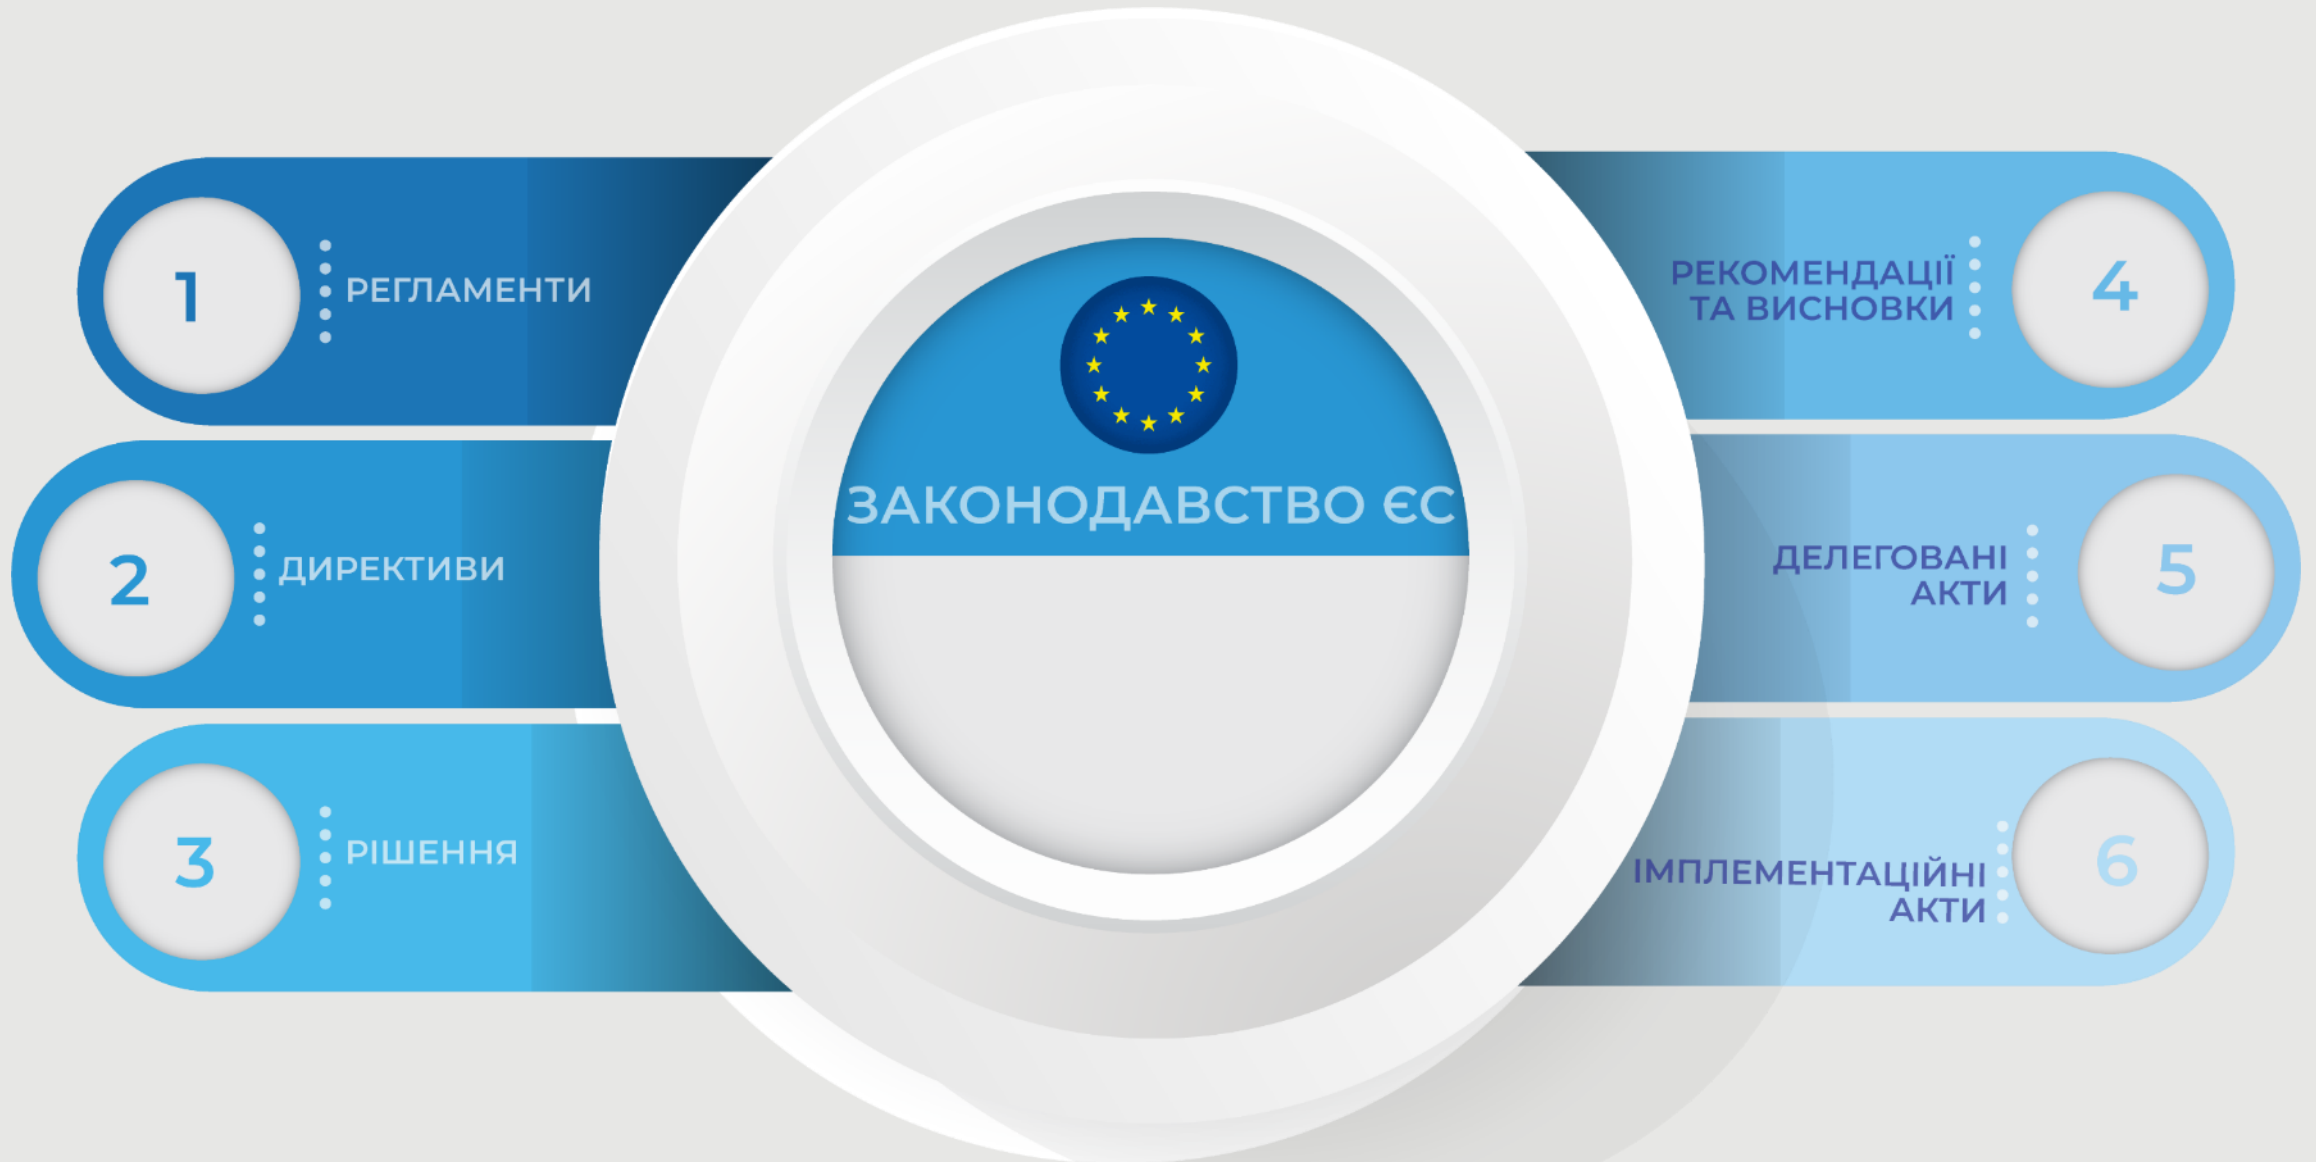 1
РЕГЛАМЕНТИ
2
ДИРЕКТИВИ
3
РІШЕННЯ
ЗАКОНОДАВСТВО ЄС
РЕКОМЕНДАЦІЇ
ТА ВИСНОВКИ
4
ДЕЛЕГОВАНІ
АКТИ
5
ІМПЛЕМЕНТАЦІЙНІ
АКТИ
6